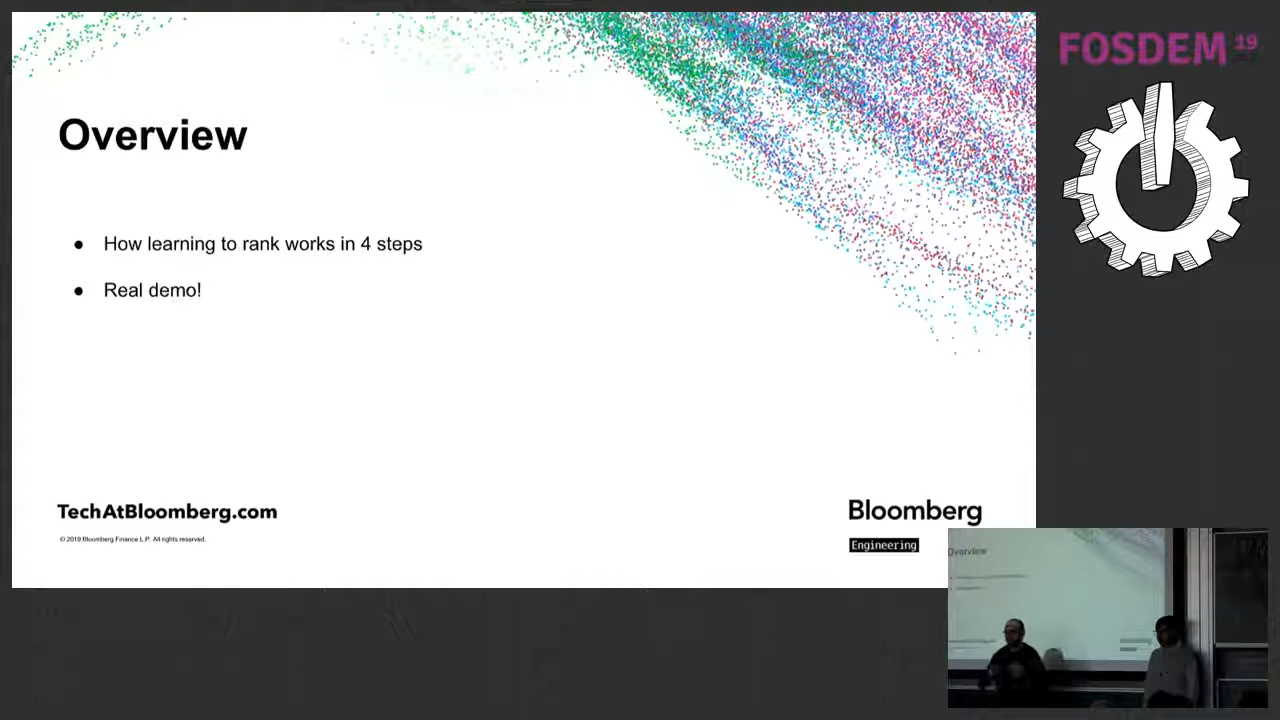 FOSDEM 19
Overview
● How learning to rank works in 4 steps
● Real demo!
TechAtBloomberg.com
© 2019 Bloomberg Finance L.P. All rights reserved.
Bloomberg
Engineering
Overview